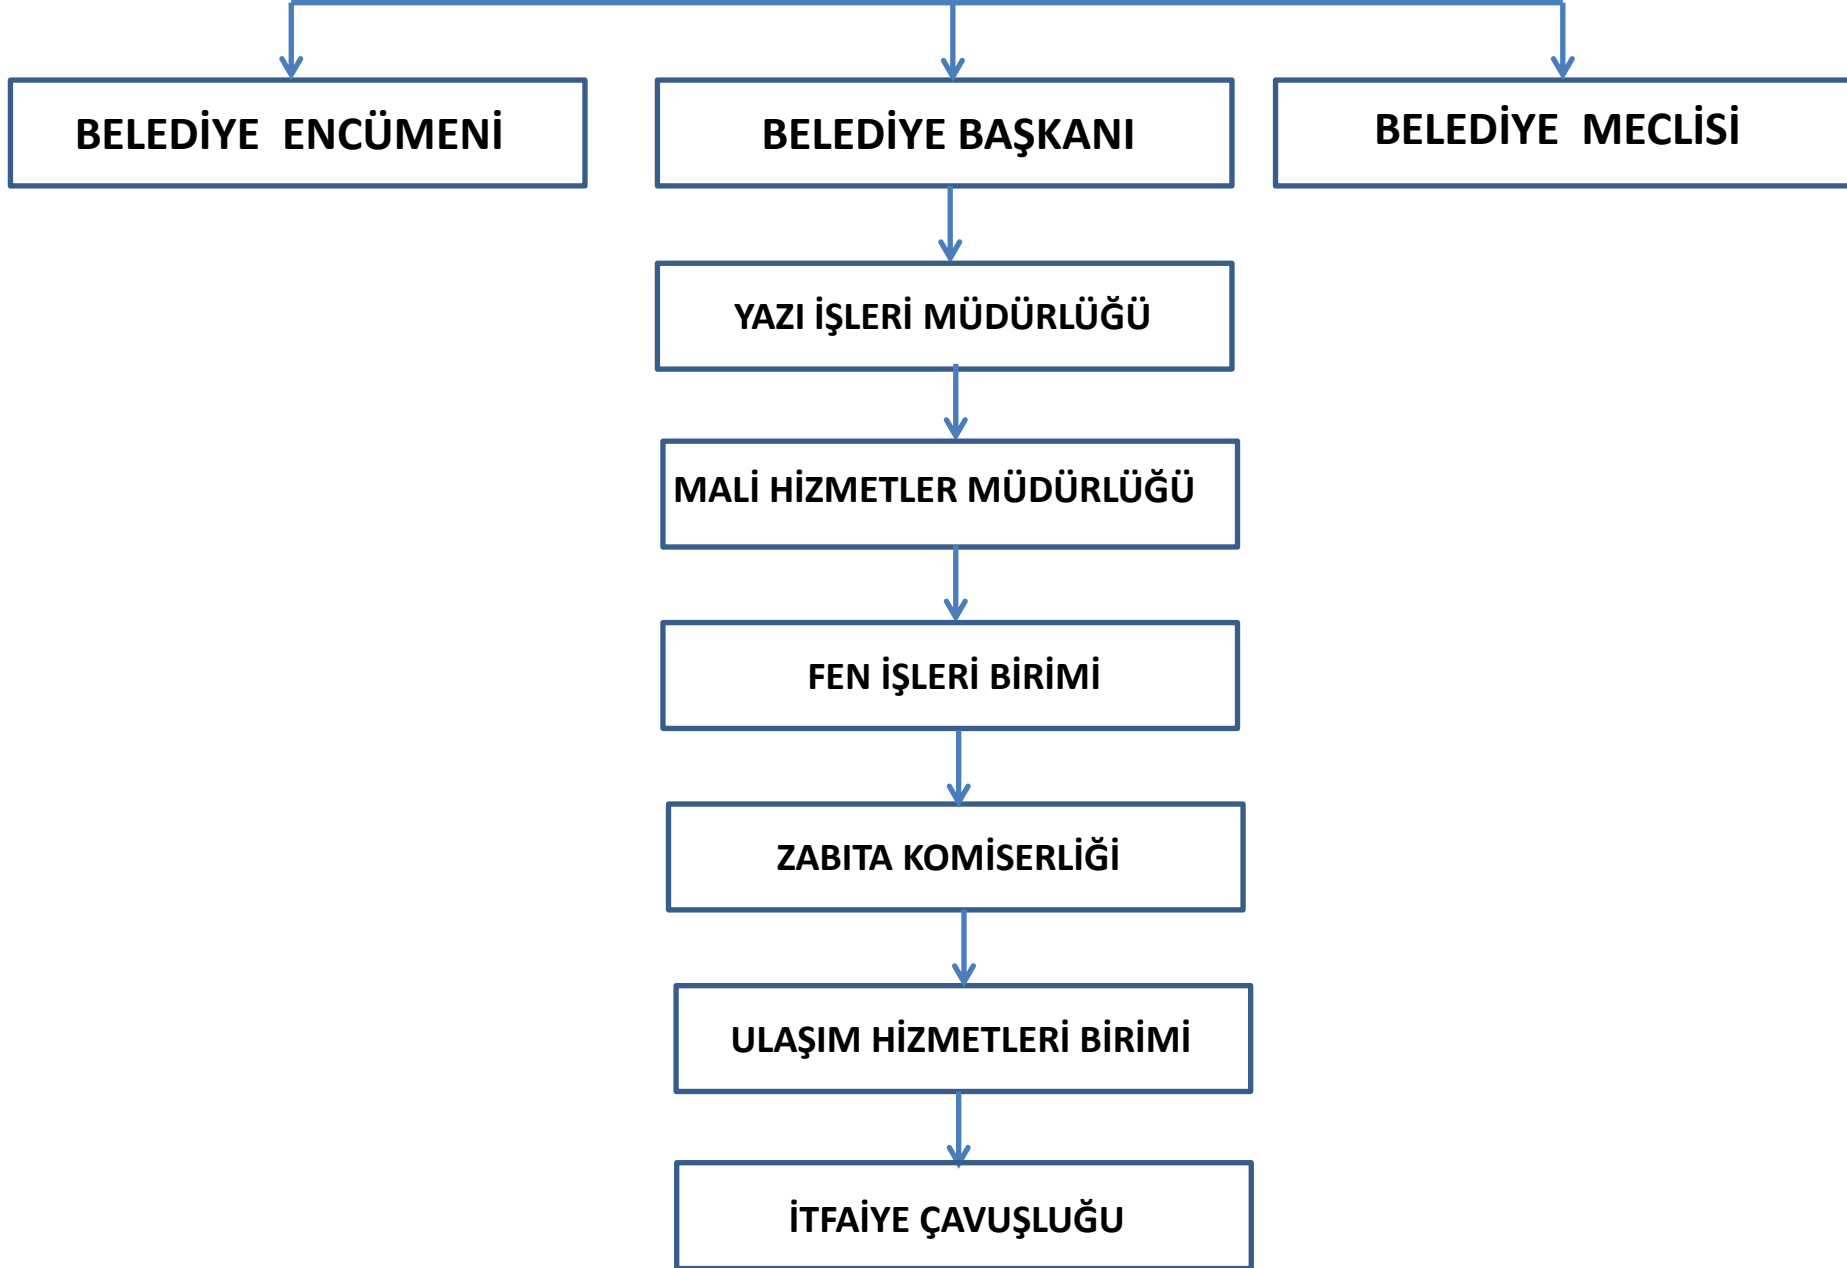 BELEDİYE  ENCÜMENİ
BELEDİYE BAŞKANI
BELEDİYE  MECLİSİ
YAZI İŞLERİ MÜDÜRLÜĞÜ
MALİ HİZMETLER MÜDÜRLÜĞÜ
FEN İŞLERİ BİRİMİ
ZABITA KOMİSERLİĞİ
ULAŞIM HİZMETLERİ BİRİMİ
İTFAİYE ÇAVUŞLUĞU